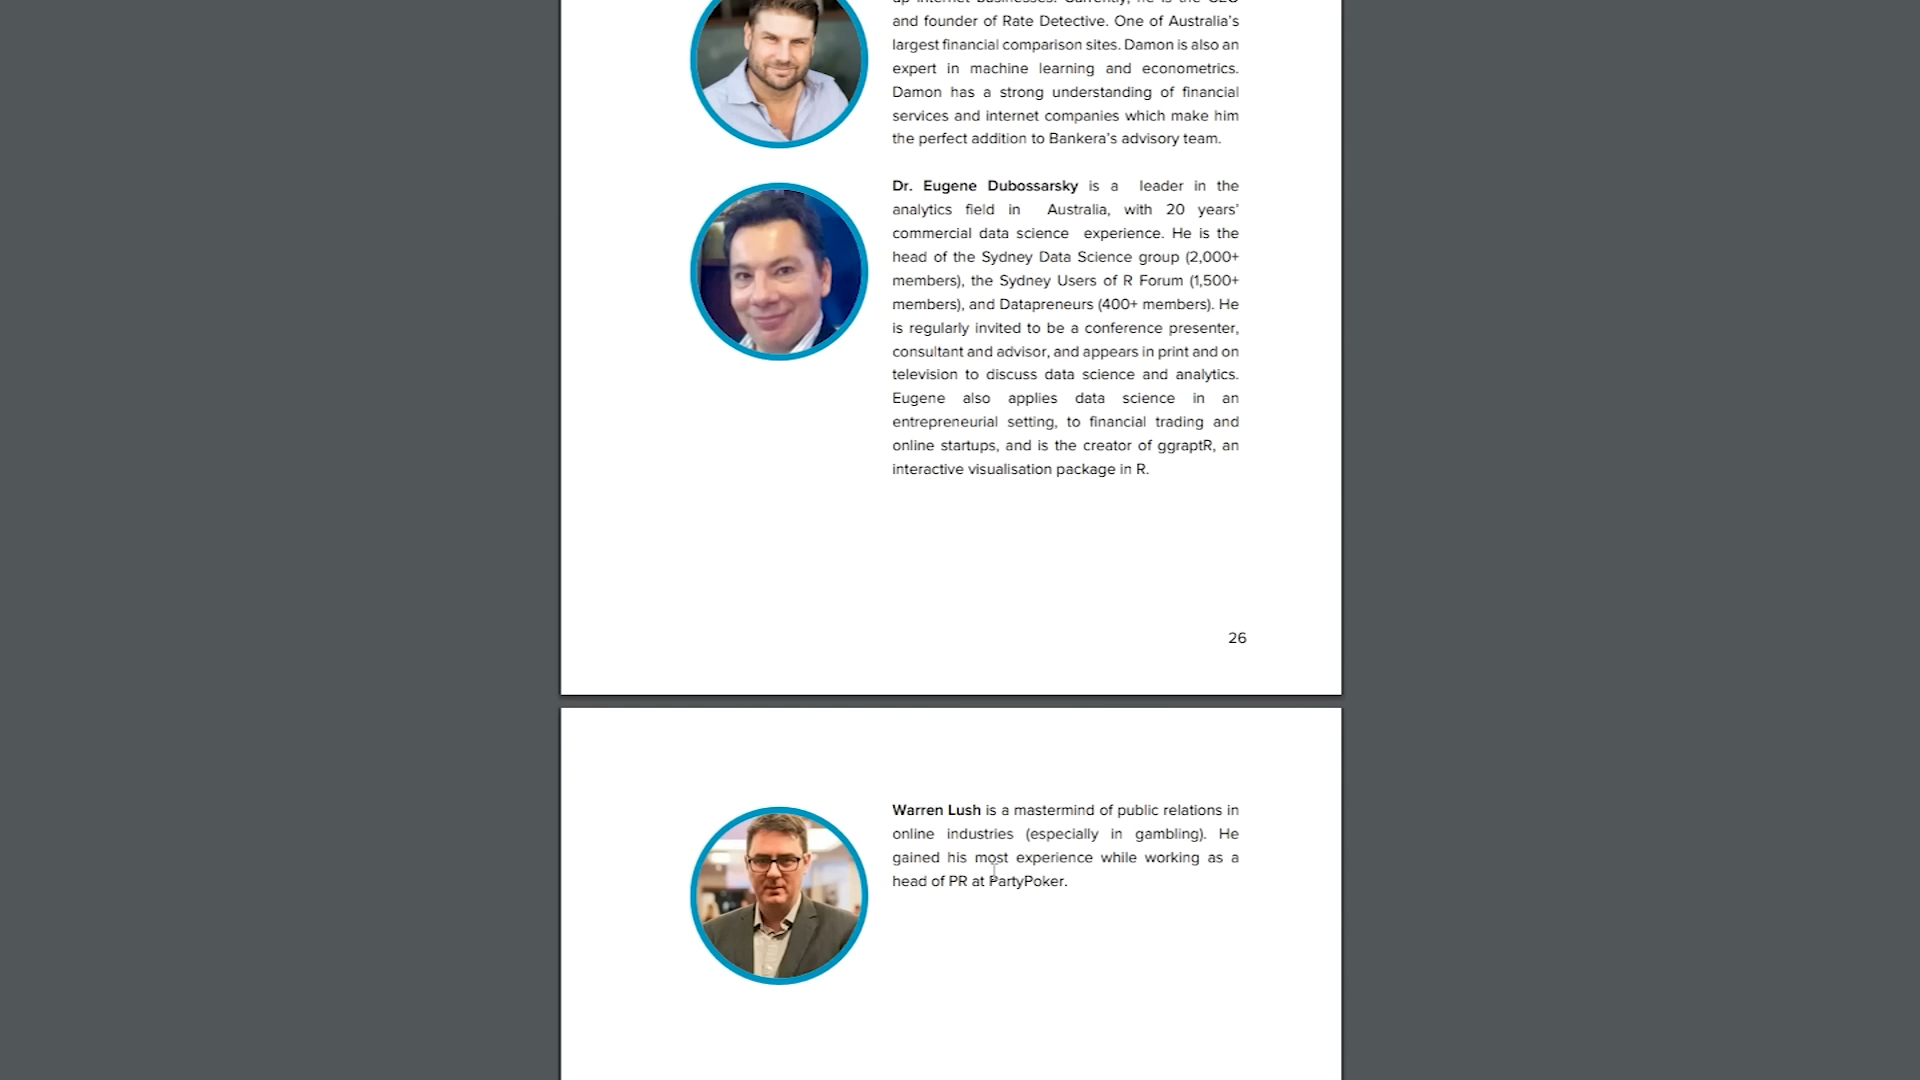 up internet businesses. Currently, he is the CEO
and founder of Rate Detective. One of Australia's
largest financial comparison sites. Damon is also an
expert in machine learning and econometrics.
Damon has a strong understanding of financial
services and internet companies which make him
the perfect addition to Bankera's advisory team.
Dr. Eugene Dubossarsky is a leader in the
analytics field in Australia, with 20 years'
commercial data science experience. He is the
head of the Sydney Data Science group (2,000+
members), the Sydney Users of R Forum (1,500+
members), and Datapreneurs (400+ members). He
is regularly invited to be a conference presenter,
consultant and advisor, and appears in print and on
television to discuss data science and analytics.
Eugene also applies data science in an
entrepreneurial setting, to financial trading and
online startups, and is the creator of ggraptR, an
interactive visualisation package in R.
26
Warren Lush is a mastermind of public relations in
online industries (especially in gambling). He
gained his most experience while working as a
head of PR at PartyPoker.